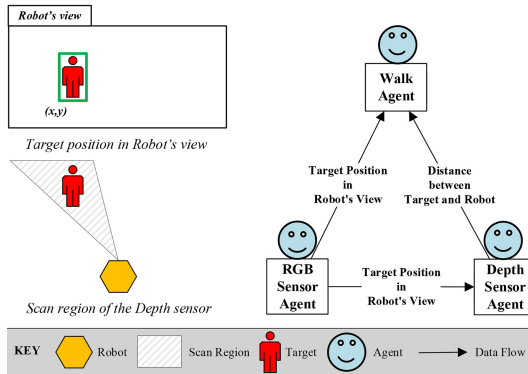 Robot's view
(x,y)
Target position in Robot's view
Scan region of the Depth sensor
Walk
Agent
Target Position
in
Robot's View
Distance
between
Target and Robot
RGB
Sensor
Agent
Target Position
in
Robot's View
Depth
Sensor
Agent
KEY
Robot
Scan Region
Target
Agent
Data Flow